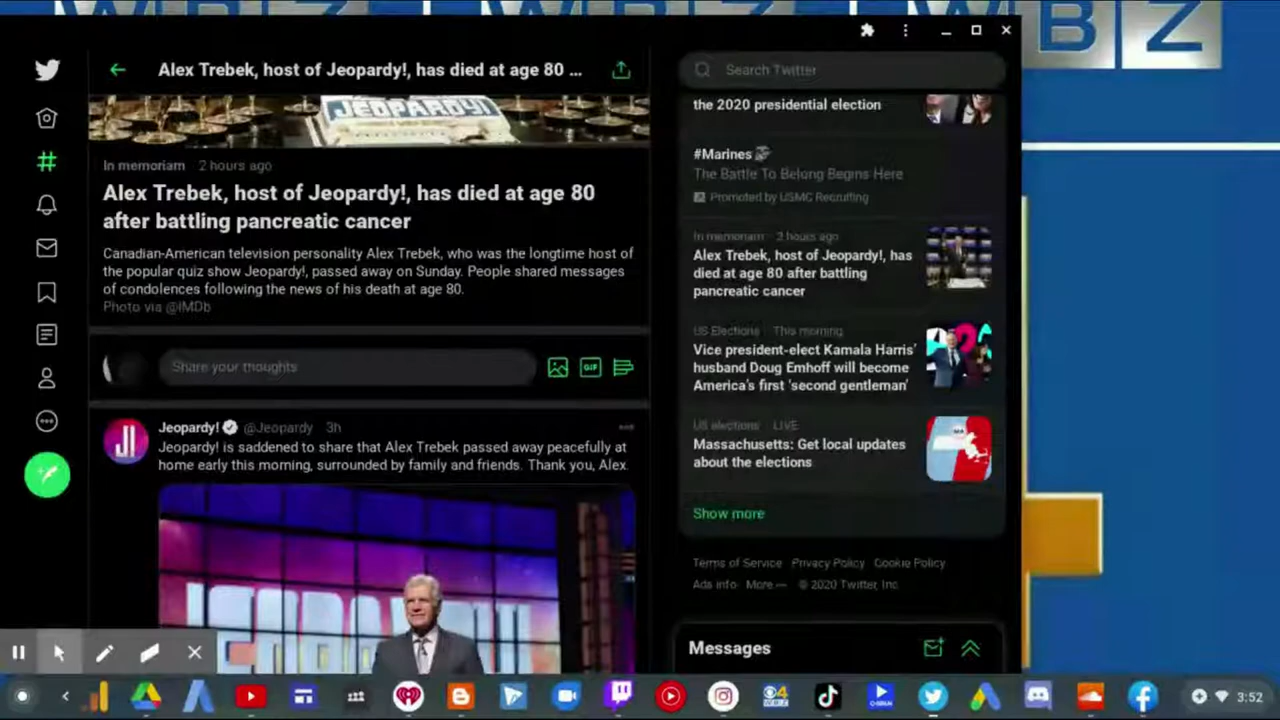 WBZ
Alex Trebek, host of Jeopardy!, has died at age 80 ...
JEOPARDY!
In memoriam 2 hours ago
Alex Trebek, host of Jeopardy!, has died at age 80
after battling pancreatic cancer
Canadian-American television personality Alex Trebek, who was the longtime host of
the popular quiz show Jeopardy!, passed away on Sunday. People shared messages
of condolences following the news of his death at age 80.
Photo via @IMDb
Share your thoughts
GIF
Jeopardy! @Jeopardy 3h
Jeopardy! is saddened to share that Alex Trebek passed away peacefully at
home early this morning, surrounded by family and friends. Thank you, Alex.
Search Twitter
the 2020 presidential election
#Marines
The Battle To Belong Begins Here
Promoted by USMC Recruiting
In memoriam 2 hours ago
Alex Trebek, host of Jeopardy!, has
died at age 80 after battling
pancreatic cancer
US Elections This morning
Vice president-elect Kamala Harris'
husband Doug Emhoff will become
America's first 'second gentleman'
US elections LIVE
Massachusetts: Get local updates
about the elections
MA
Show more
Terms of Service Privacy Policy Cookie Policy
Ads info More © 2020 Twitter, Inc.
Messages
3:52